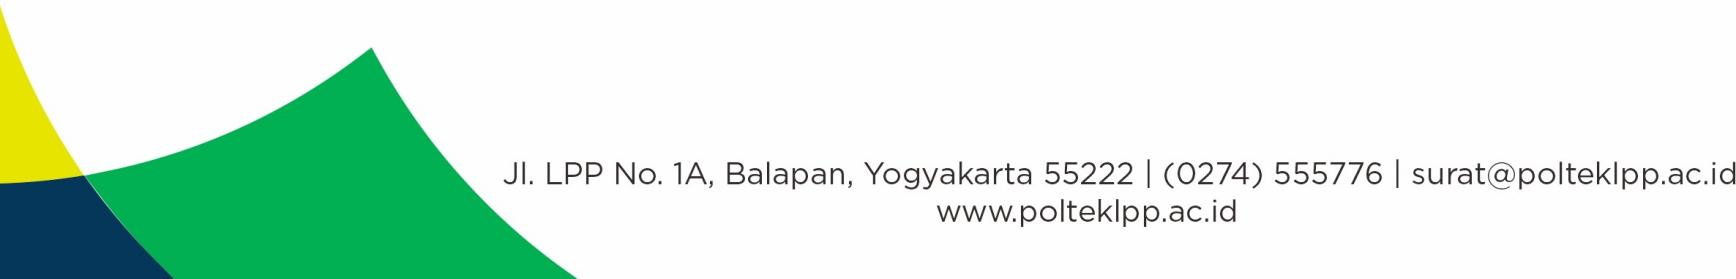 Jl. LPP No. 1A, Balapan, Yogyakarta 55222 | (0274) 555776 | surat@polteklpp.ac.id
www.polteklpp.ac.id